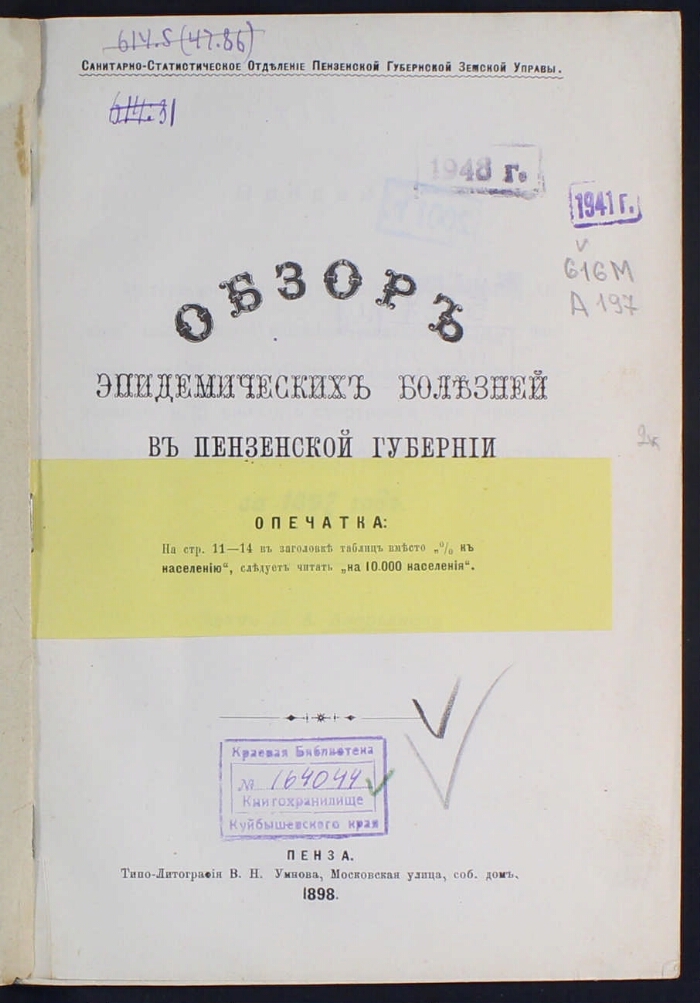 614.5(47.86)
Санитарно-Статистическое Отдѣленіе Пензенской Губернской Земской Управы.
614.31
1948 г.
1941 г.
616М
А 197
ОБЗОРЪ
ЭПИДЕМИЧЕСКИХЪ БОЛѢЗНЕЙ
ВЪ ПЕНЗЕНСКОЙ ГУБЕРНІИ
ОПЕЧАТКА:
На стр. 11—14 въ заголовкѣ таблицъ вмѣсто „% къ
населенію“, слѣдуетъ читать „на 10.000 населенія“.
Краевая Библиотека
№ 164044
Книгохранилище
Куйбышевского края
ПЕНЗА.
Типо-Литографія В. Н. Умнова, Московская улица, соб. домъ.
1898.